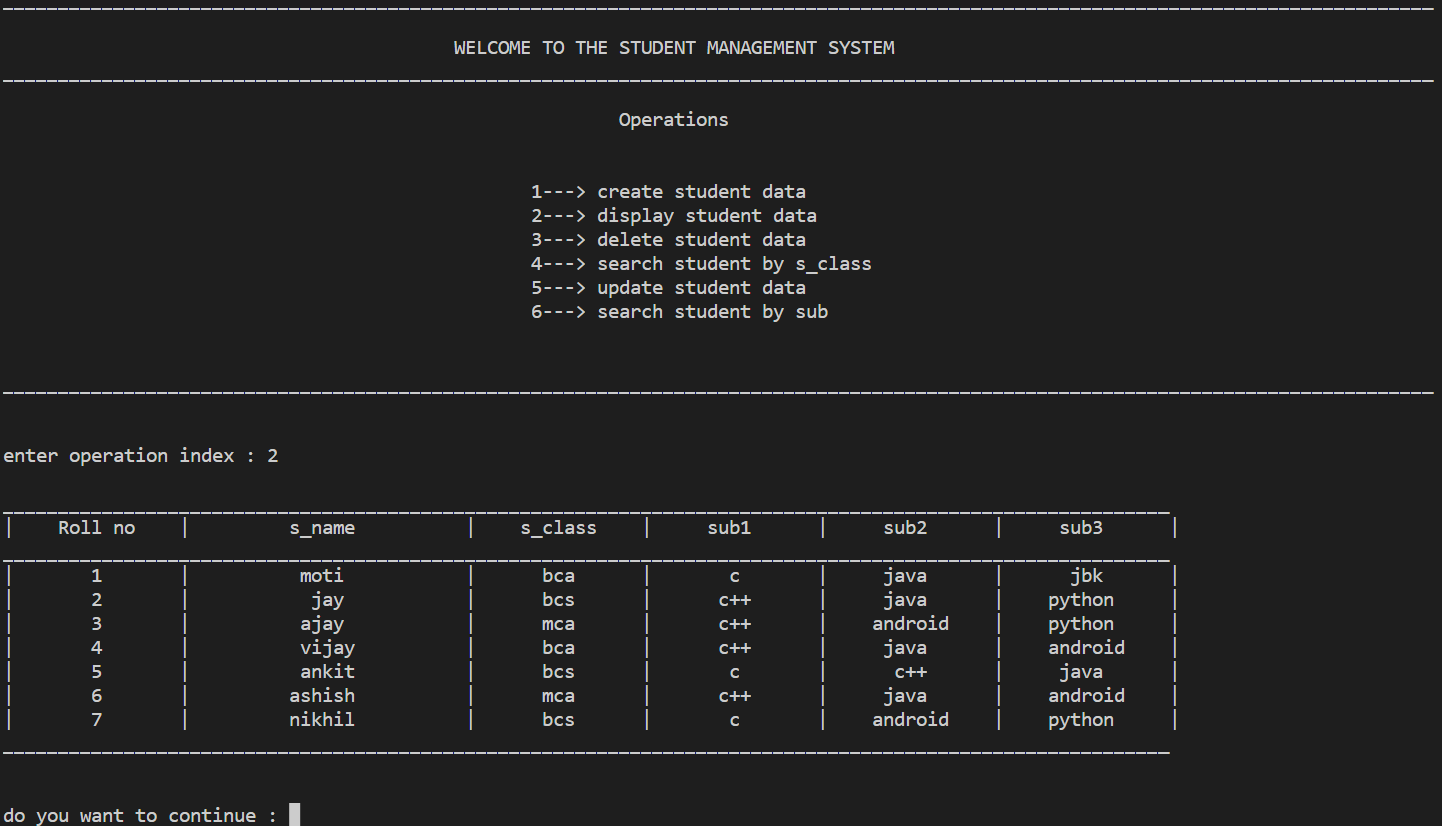 WELCOME TO THE STUDENT MANAGEMENT SYSTEM
Operations
1---> create student data
2---> display student data
3---> delete student data
4---> search student by s_class
5---> update student data
6---> search student by sub
enter operation index : 2
| Roll no | s_name | s_class | sub1 | sub2 | sub3 |
| 1 | moti | bca | c | java | jbk |
| 2 | jay | bcs | c++ | java | python |
| 3 | ajay | mca | c++ | android | python |
| 4 | vijay | bca | c++ | java | android |
| 5 | ankit | bcs | c | c++ | java |
| 6 | ashish | mca | c++ | java | android |
| 7 | nikhil | bcs | c | android | python |
do you want to continue :